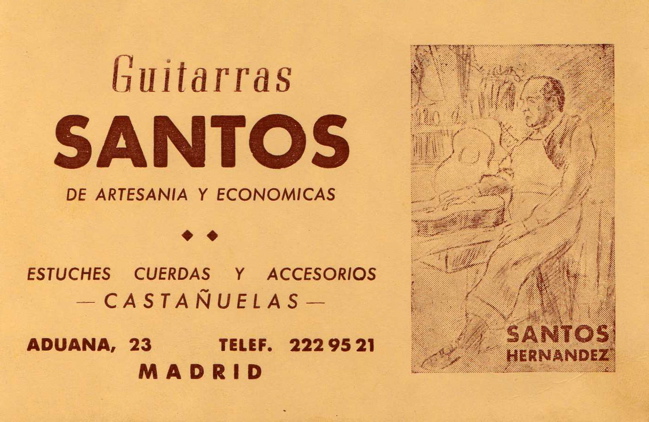 Guitarras
SANTOS
DE ARTESANIA Y ECONOMICAS
ESTUCHES CUERDAS Y ACCESORIOS
— CASTAÑUELAS —
ADUANA, 23 TELEF. 222 95 21
MADRID
SANTOS
HERNANDEZ